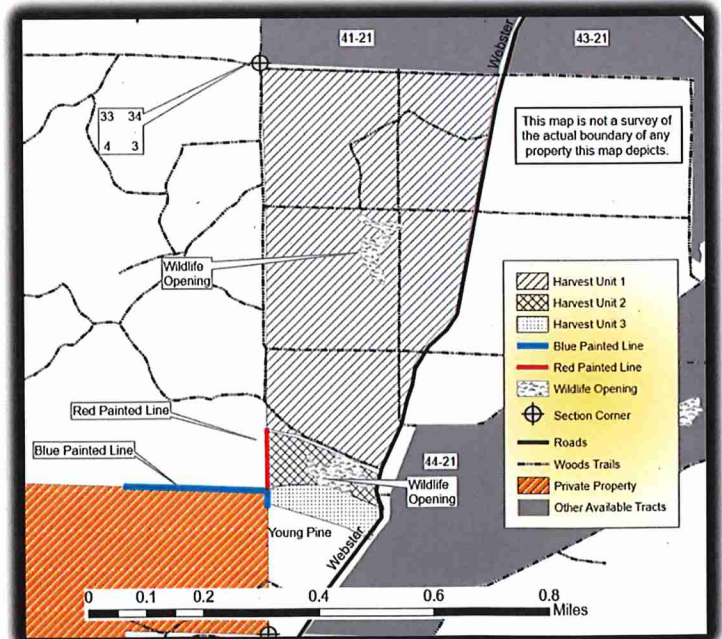 41-21
43-21
Webster
33 34
4 3
This map is not a survey of
the actual boundary of any
property this map depicts.
Wildlife
Opening
Harvest Unit 1
Harvest Unit 2
Harvest Unit 3
Blue Painted Line
Red Painted Line
Wildlife Opening
Section Corner
Roads
Woods Trails
Private Property
Other Available Tracts
Red Painted Line
Blue Painted Line
44-21
Wildlife
Opening
Young Pine
Webster
0 0.1 0.2 0.4 0.6 0.8
Miles